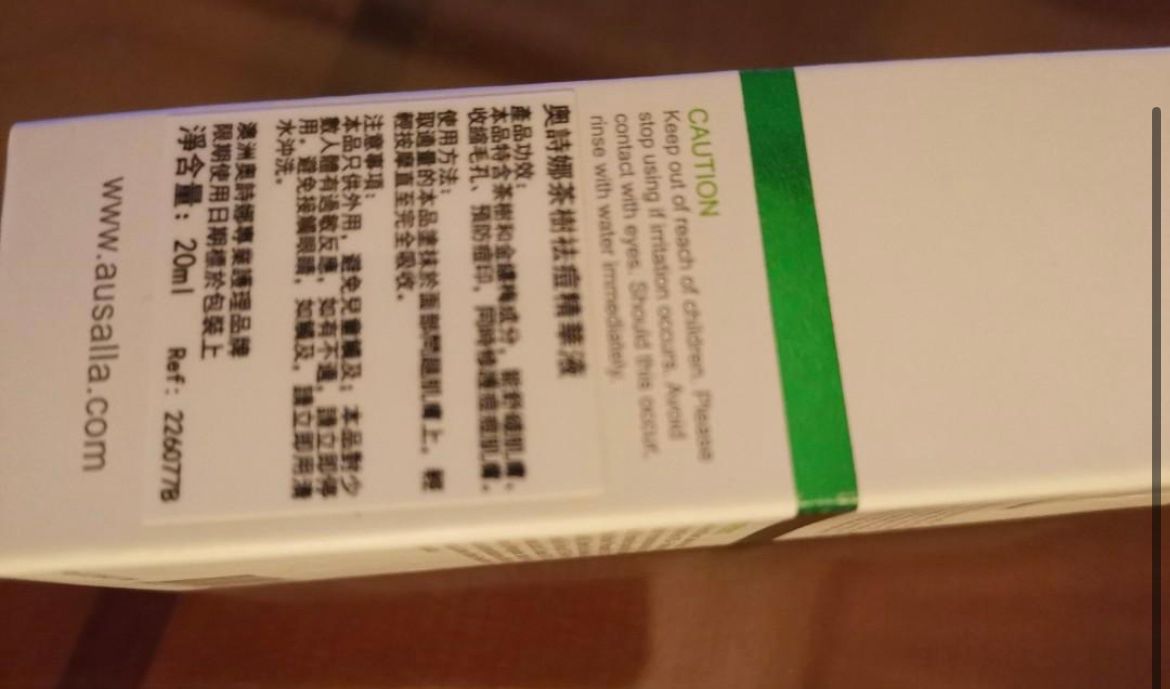 CAUTION
Keep out of reach of children. Please
stop using if irritation occurs. Avoid
contact with eyes. Should this occur,
rinse with water immediately.
奧詩娜茶樹祛痘精華液
產品功效:
本品特含茶樹和金縷梅成分,能舒緩肌膚、
收縮毛孔、預防痘印,同時修護痘痘肌膚。
使用方法:
取適量的本品塗抹於面部問題肌膚上,輕
輕按摩直至完全吸收。
注意事項:
本品只供外用,避免兒童觸及;本品對少
數人體有過敏反應,如有不適,請立即停
用,避免接觸眼睛,如觸及,請立即用清
水沖洗。
澳洲奧詩娜專業護理品牌
限期使用日期標於包裝上
淨含量: 20ml Ref: 226077B
www.ausalla.com